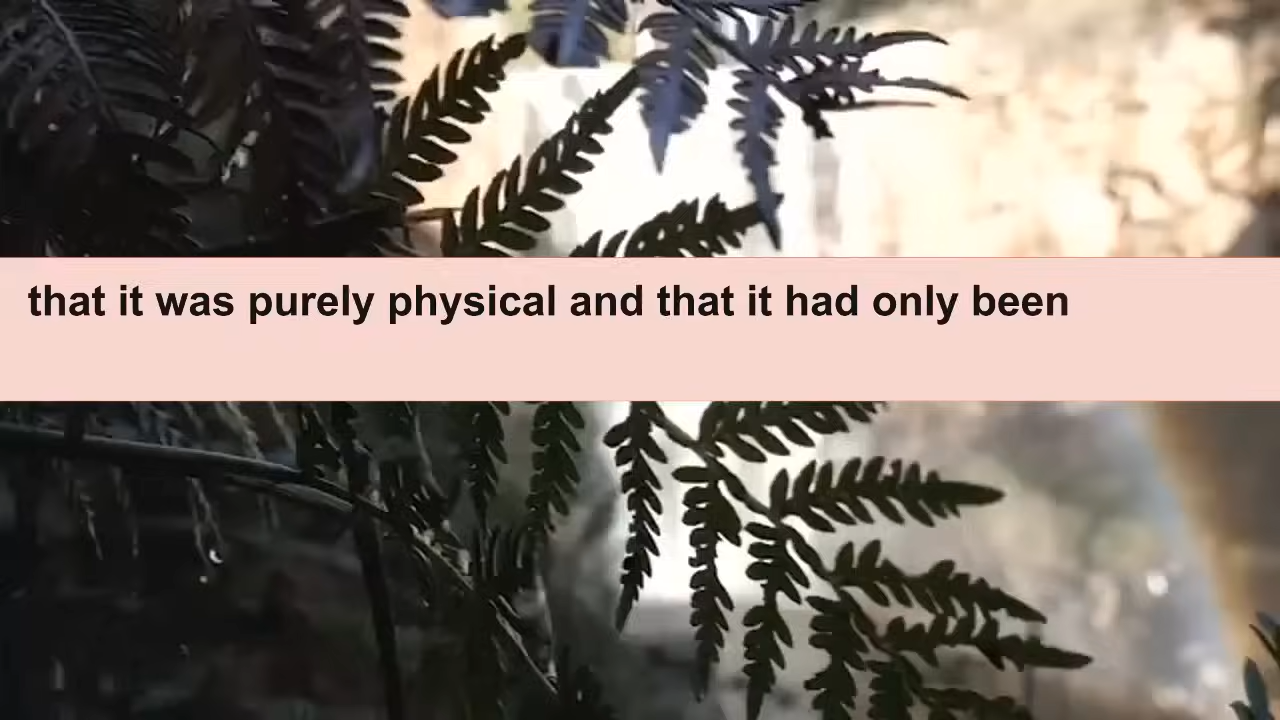 that it was purely physical and that it had only been